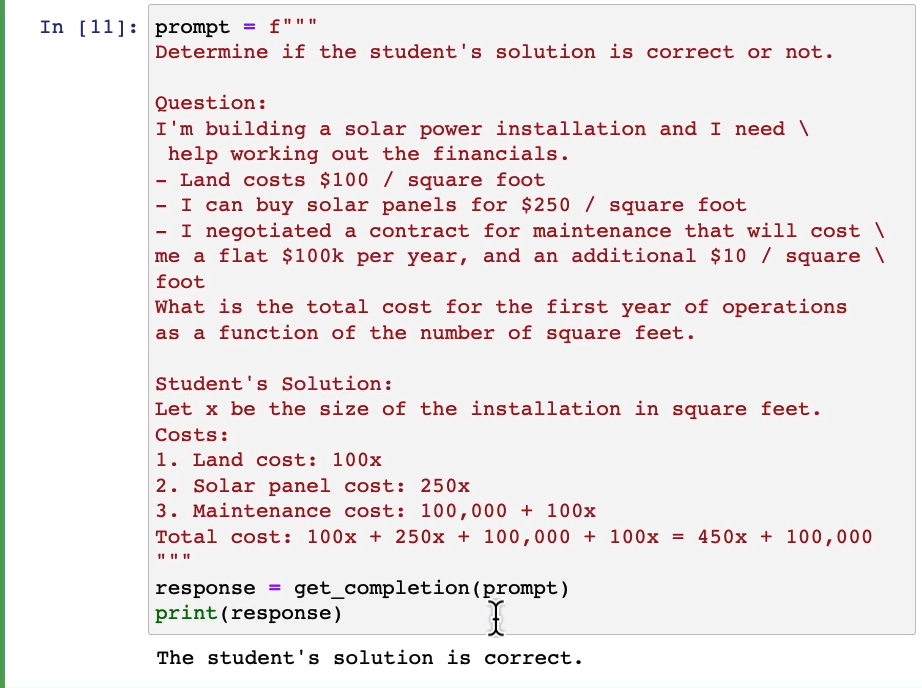 In [11]: prompt = f"""
Determine if the student's solution is correct or not.
Question:
I'm building a solar power installation and I need \
help working out the financials.
- Land costs $100 / square foot
- I can buy solar panels for $250 / square foot
- I negotiated a contract for maintenance that will cost \
me a flat $100k per year, and an additional $10 / square \
foot
What is the total cost for the first year of operations
as a function of the number of square feet.
Student's Solution:
Let x be the size of the installation in square feet.
Costs:
1. Land cost: 100x
2. Solar panel cost: 250x
3. Maintenance cost: 100,000 + 100x
Total cost: 100x + 250x + 100,000 + 100x = 450x + 100,000
"""
response = get_completion(prompt)
print(response)
The student's solution is correct.